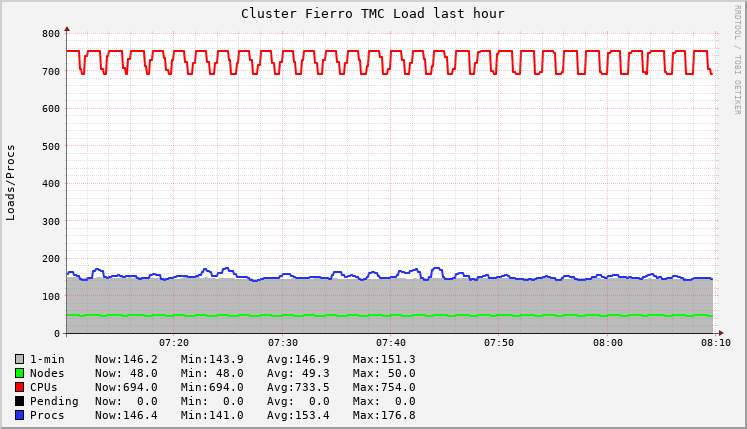 Cluster Fierro TMC Load last hour
RRDTOOL / TOBI OETIKER
Loads/Procs
800
700
600
500
400
300
200
100
0
07:20 07:30 07:40 07:50 08:00 08:10
1-min Now:146.2 Min:143.9 Avg:146.9 Max:151.3
Nodes Now: 48.0 Min: 48.0 Avg: 49.3 Max: 50.0
CPUs Now:694.0 Min:694.0 Avg:733.5 Max:754.0
Pending Now: 0.0 Min: 0.0 Avg: 0.0 Max: 0.0
Procs Now:146.4 Min:141.0 Avg:153.4 Max:176.8